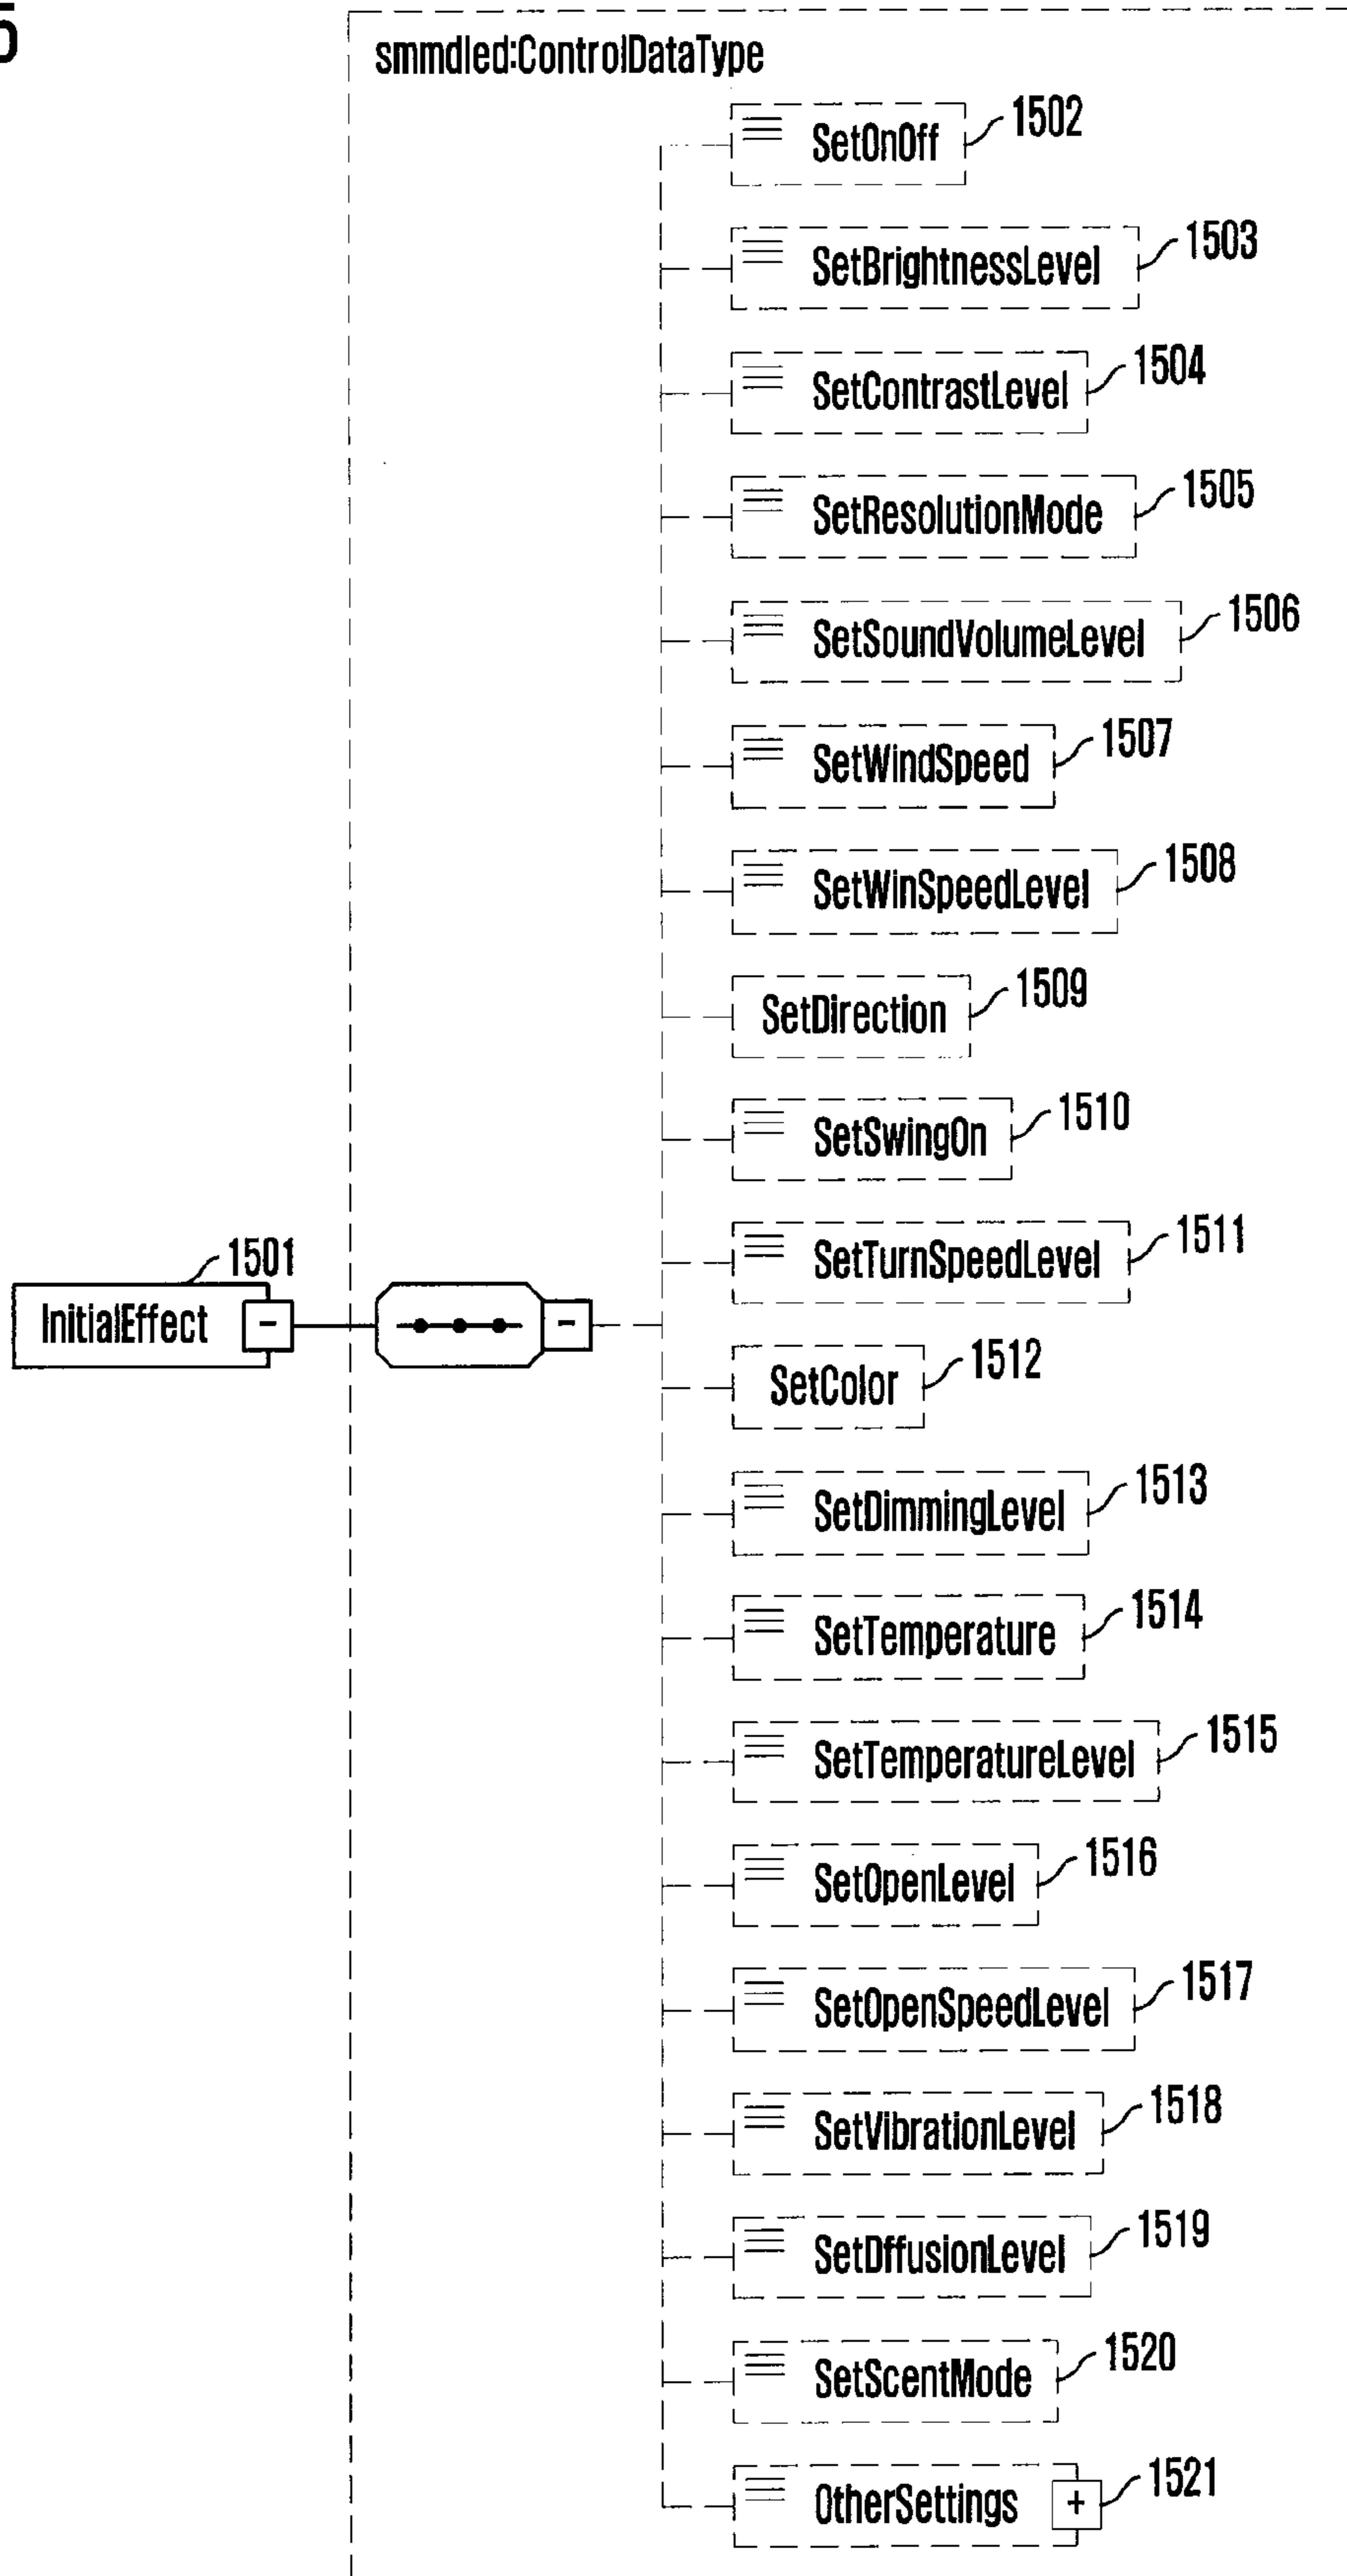 5
smmdled:ControlDataType
SetOnOff 1502
SetBrightnessLevel 1503
SetContrastLevel 1504
SetResolutionMode 1505
SetSoundVolumeLevel 1506
SetWindSpeed 1507
SetWinSpeedLevel 1508
SetDirection 1509
SetSwingOn 1510
SetTurnSpeedLevel 1511
InitialEffect 1501
SetColor 1512
SetDimmingLevel 1513
SetTemperature 1514
SetTemperatureLevel 1515
SetOpenLevel 1516
SetOpenSpeedLevel 1517
SetVibrationLevel 1518
SetDffusionLevel 1519
SetScentMode 1520
OtherSettings 1521